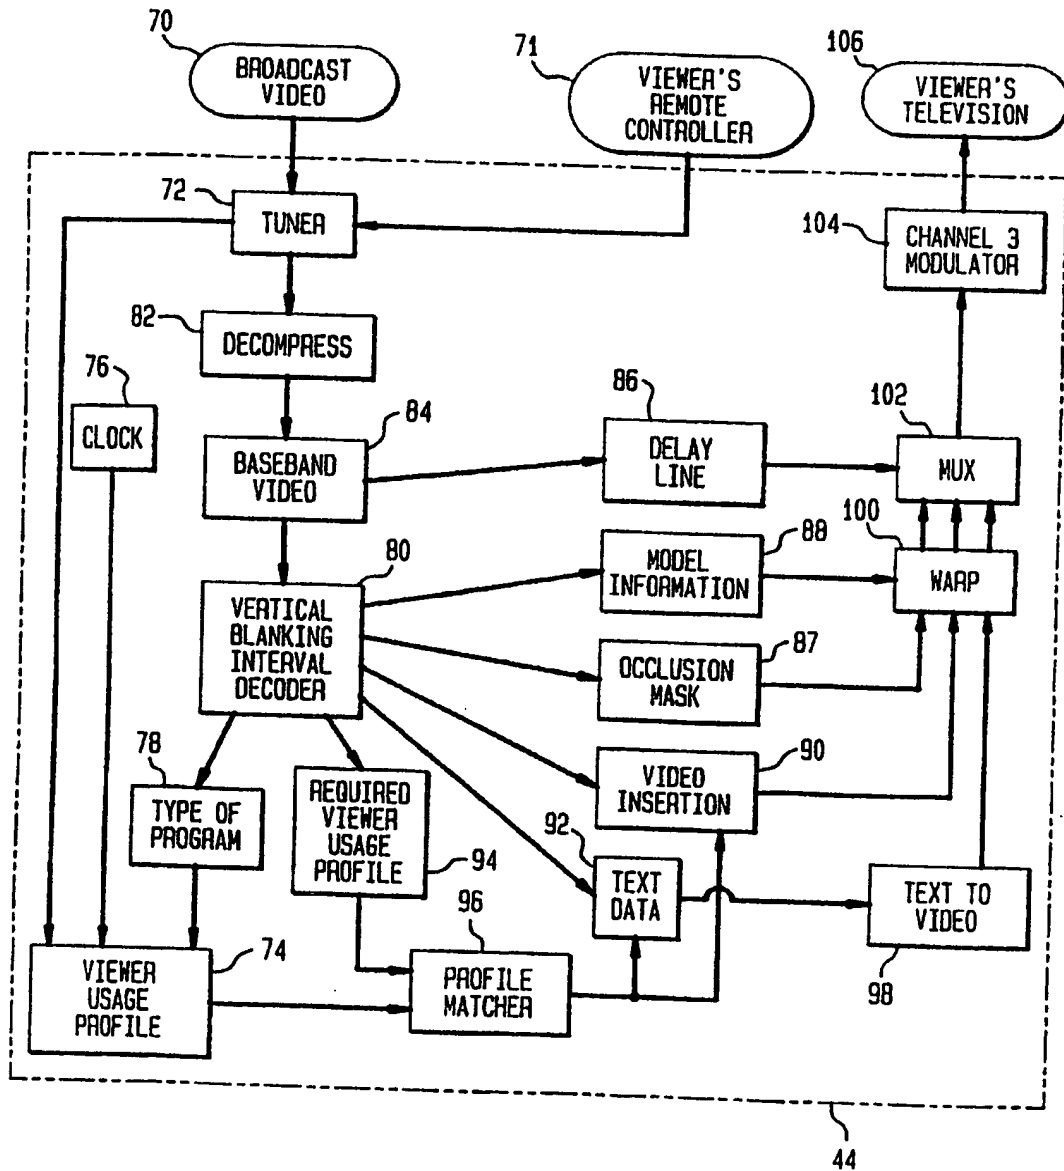 70
BROADCAST
VIDEO
71
VIEWER'S
REMOTE
CONTROLLER
106
VIEWER'S
TELEVISION
72
TUNER
104
CHANNEL 3
MODULATOR
82
DECOMPRESS
76
CLOCK
84
BASEBAND
VIDEO
86
DELAY
LINE
102
MUX
80
VERTICAL
BLANKING
INTERVAL
DECODER
88
MODEL
INFORMATION
100
WARP
87
OCCLUSION
MASK
78
TYPE OF
PROGRAM
REQUIRED
VIEWER
USAGE
PROFILE
94
90
VIDEO
INSERTION
92
TEXT
DATA
TEXT TO
VIDEO
98
74
VIEWER
USAGE
PROFILE
96
PROFILE
MATCHER
44